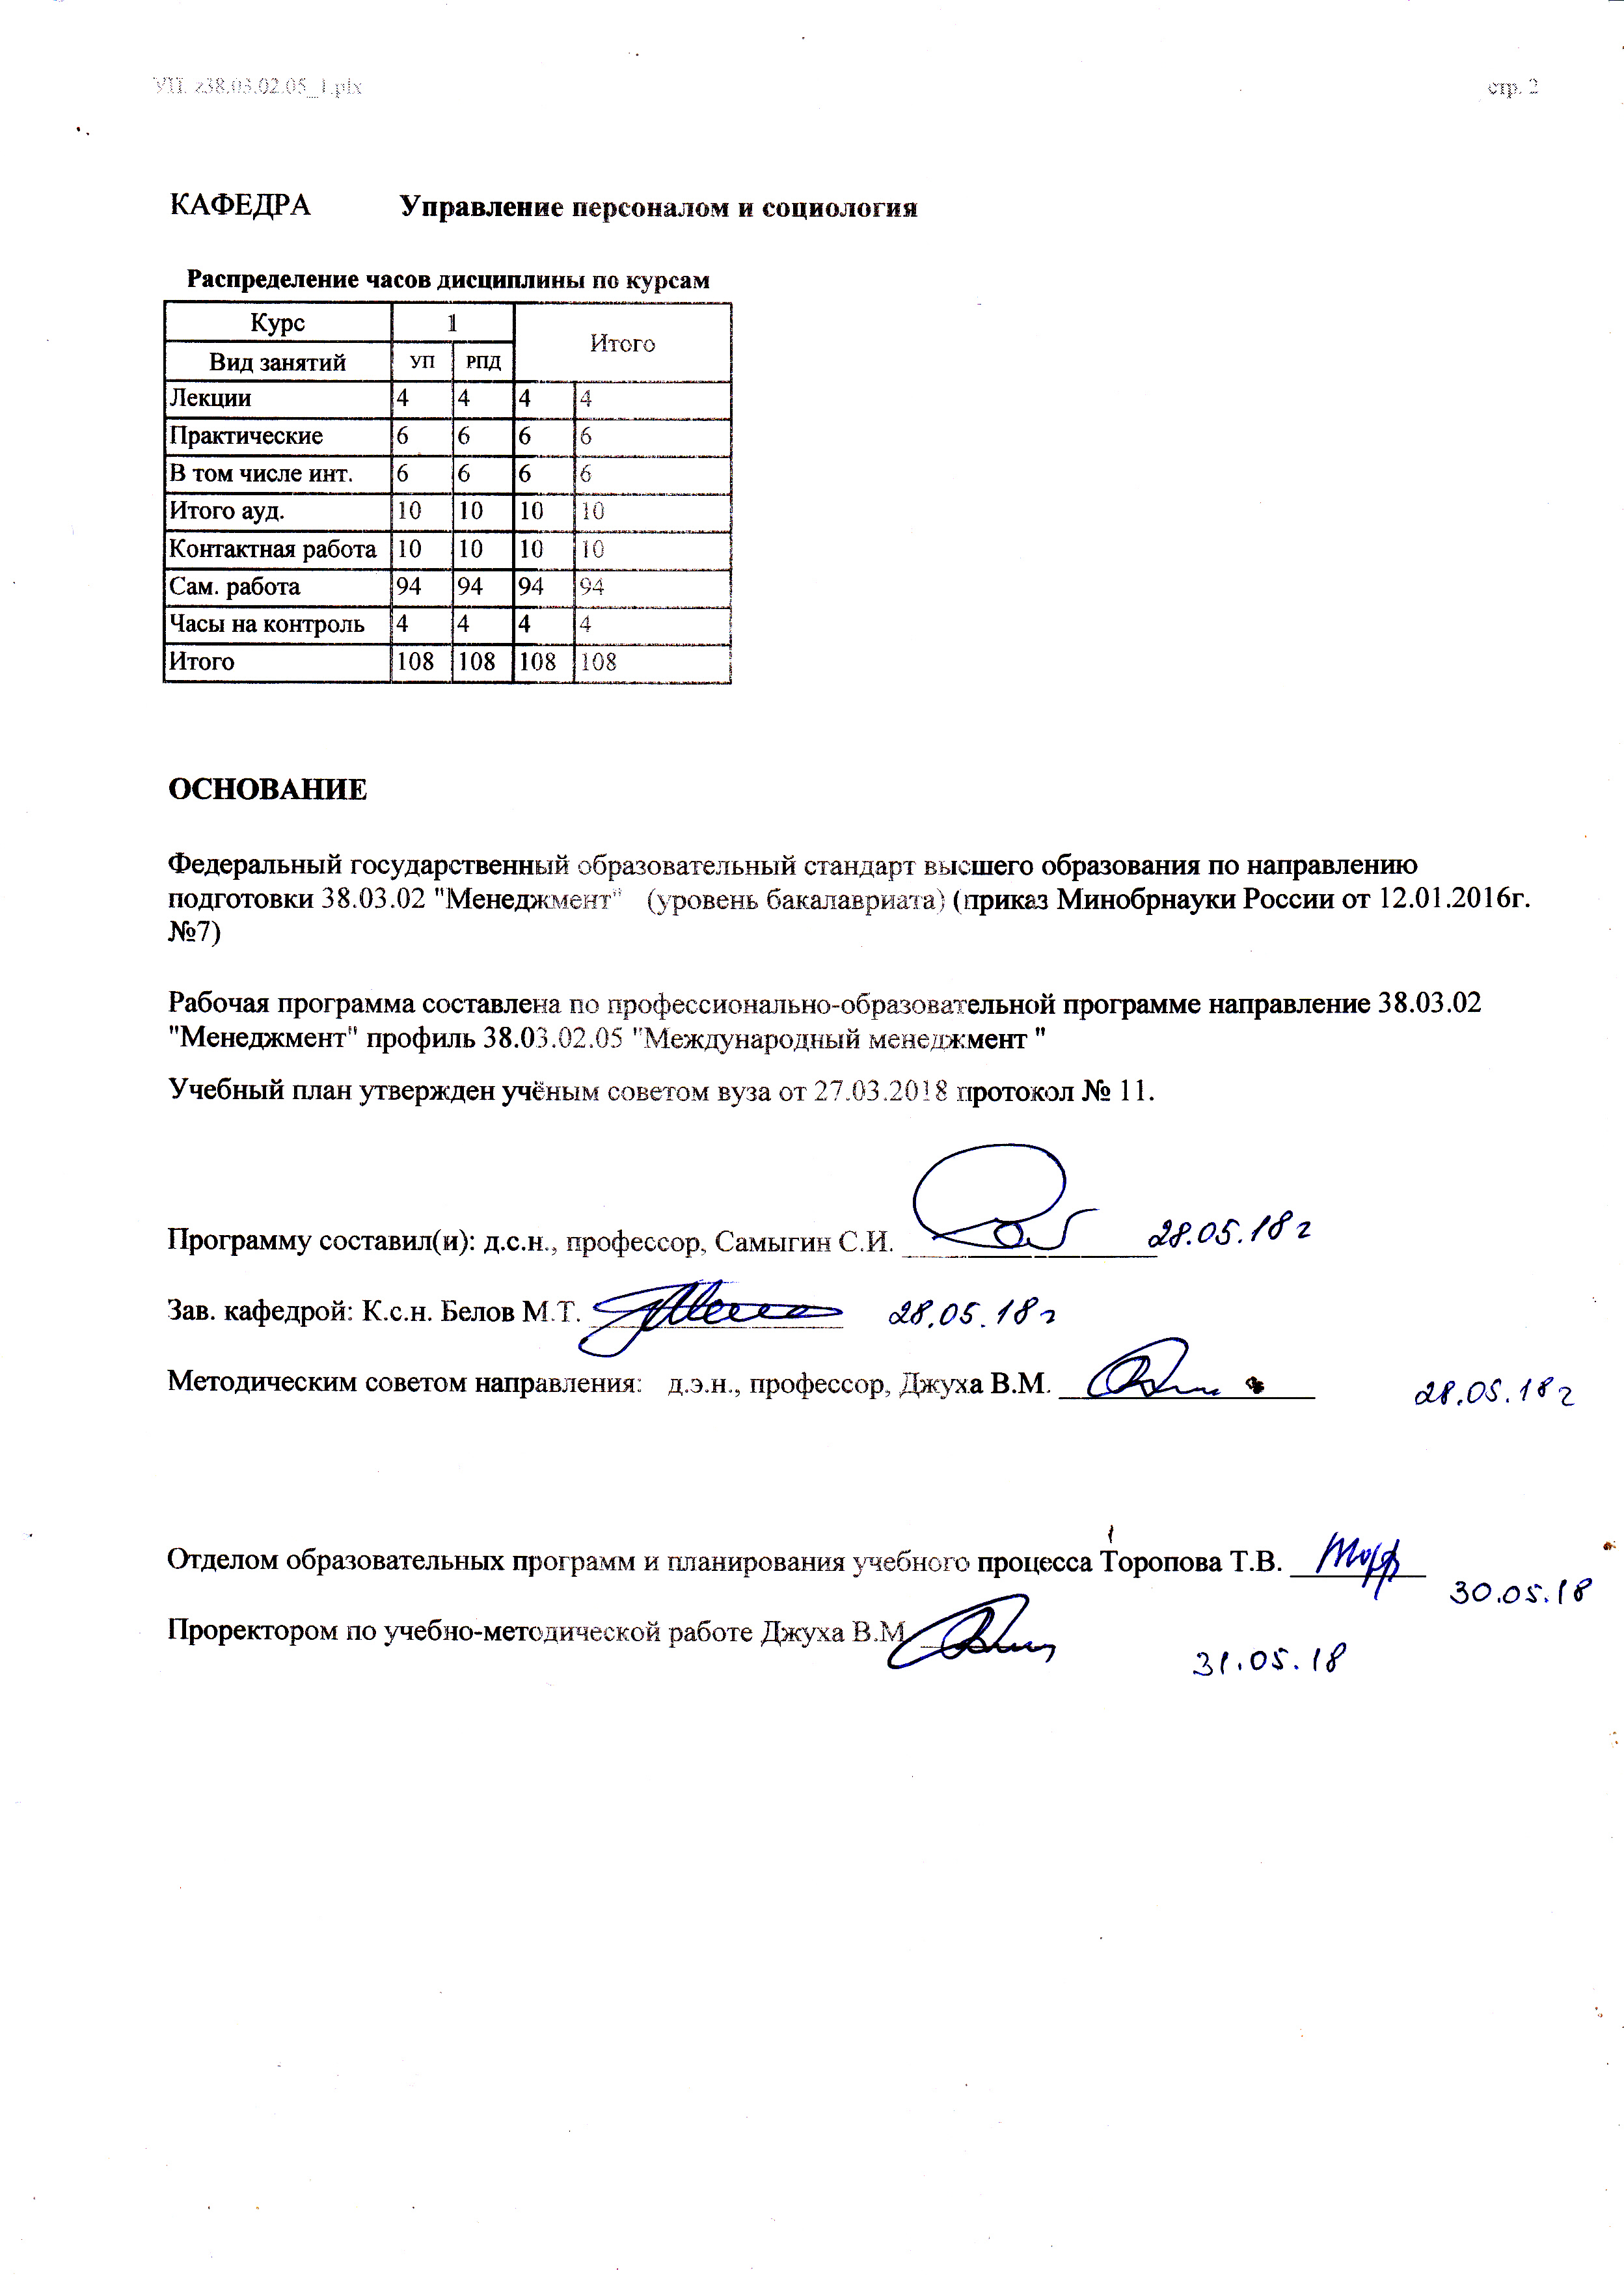 УП. z38.03.02.05_1.plx стр. 2
КАФЕДРА Управление персоналом и социология
Распределение часов дисциплины по курсам
Курс 1 Итого
Вид занятий УП РПД
Лекции 4 4 4 4
Практические 6 6 6 6
В том числе инт. 6 6 6 6
Итого ауд. 10 10 10 10
Контактная работа 10 10 10 10
Сам. работа 94 94 94 94
Часы на контроль 4 4 4 4
Итого 108 108 108 108
ОСНОВАНИЕ
Федеральный государственный образовательный стандарт высшего образования по направлению
подготовки 38.03.02 "Менеджмент" (уровень бакалавриата) (приказ Минобрнауки России от 12.01.2016г.
№7)
Рабочая программа составлена по профессионально-образовательной программе направление 38.03.02
"Менеджмент" профиль 38.03.02.05 "Международный менеджмент "
Учебный план утвержден учёным советом вуза от 27.03.2018 протокол № 11.
Программу составил(и): д.с.н., профессор, Самыгин С.И. 28.05.18 г
Зав. кафедрой: К.с.н. Белов М.Т. 28.05.18 г
Методическим советом направления: д.э.н., профессор, Джуха В.М. 28.05.18 г
Отделом образовательных программ и планирования учебного процесса Торопова Т.В.
30.05.18
Проректором по учебно-методической работе Джуха В.М
31.05.18